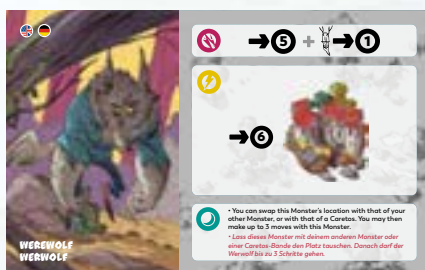 5 + 1
6
• You can swap this Monster's location with that of your
other Monster, or with that of a Caretos. You may then
make up to 3 moves with this Monster.
• Lass dieses Monster mit deinem anderen Monster oder
einer Caretos-Bande den Platz tauschen. Danach darf der
Werwolf bis zu 3 Schritte gehen.
WEREWOLF
WERWOLF